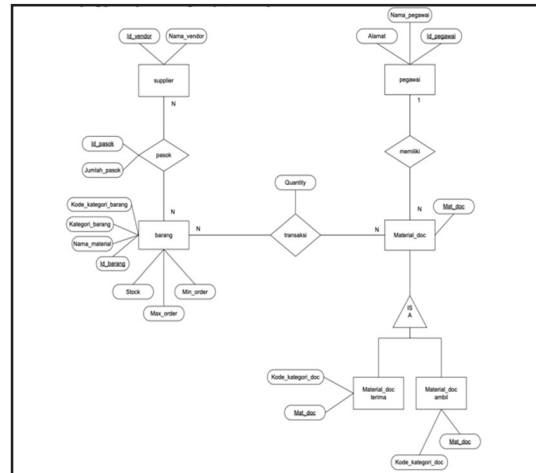 Nama_pegawai
Id_vendor
Nama_vendor
Alamat
Id_pegawai
supplier
pegawai
N
1
Id_pasok
pasok
memiliki
Jumlah_pasok
Quantity
Kode_kategori_barang
N
N
Mat_doc
Kategori_barang
barang
N
transaksi
N
Material_doc
Nama_material
Id_barang
Stock
Min_order
Max_order
IS
A
Kode_kategori_doc
Material_doc
terima
Material_doc
ambil
Mat_doc
Mat_doc
Kode_kategori_doc